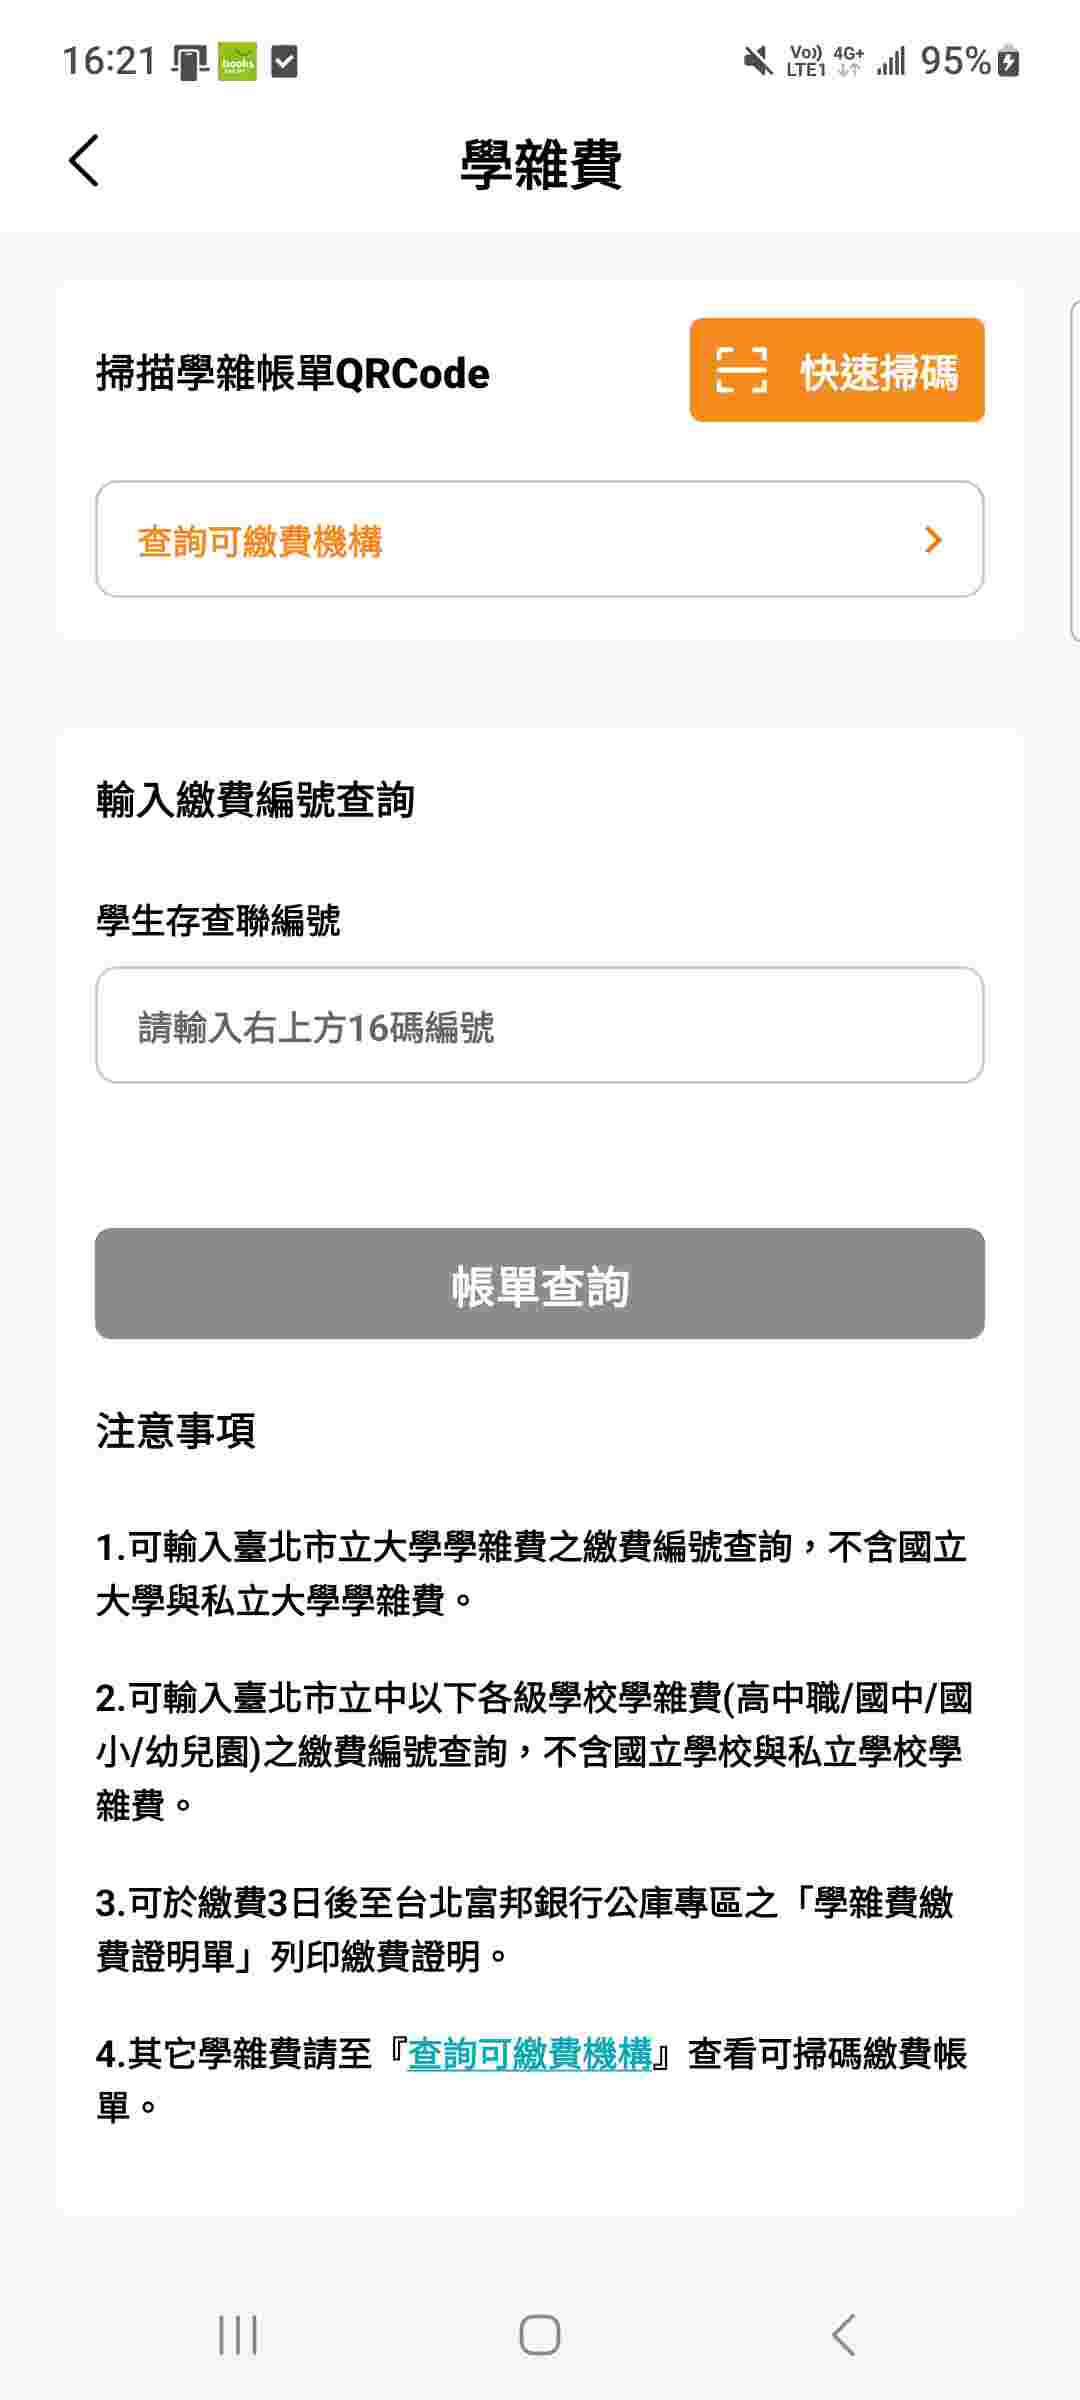 16:21
books
Vo))
LTE1
4G+
95%
學雜費
掃描學雜帳單QRCode
快速掃碼
查詢可繳費機構
輸入繳費編號查詢
學生存查聯編號
請輸入右上方16碼編號
帳單查詢
注意事項
1.可輸入臺北市立大學學雜費之繳費編號查詢，不含國立
大學與私立大學學雜費。
2.可輸入臺北市立中以下各級學校學雜費(高中職/國中/國
小/幼兒園)之繳費編號查詢，不含國立學校與私立學校學
雜費。
3.可於繳費3日後至台北富邦銀行公庫專區之「學雜費繳
費證明單」列印繳費證明。
4.其它學雜費請至『查詢可繳費機構』查看可掃碼繳費帳
單。